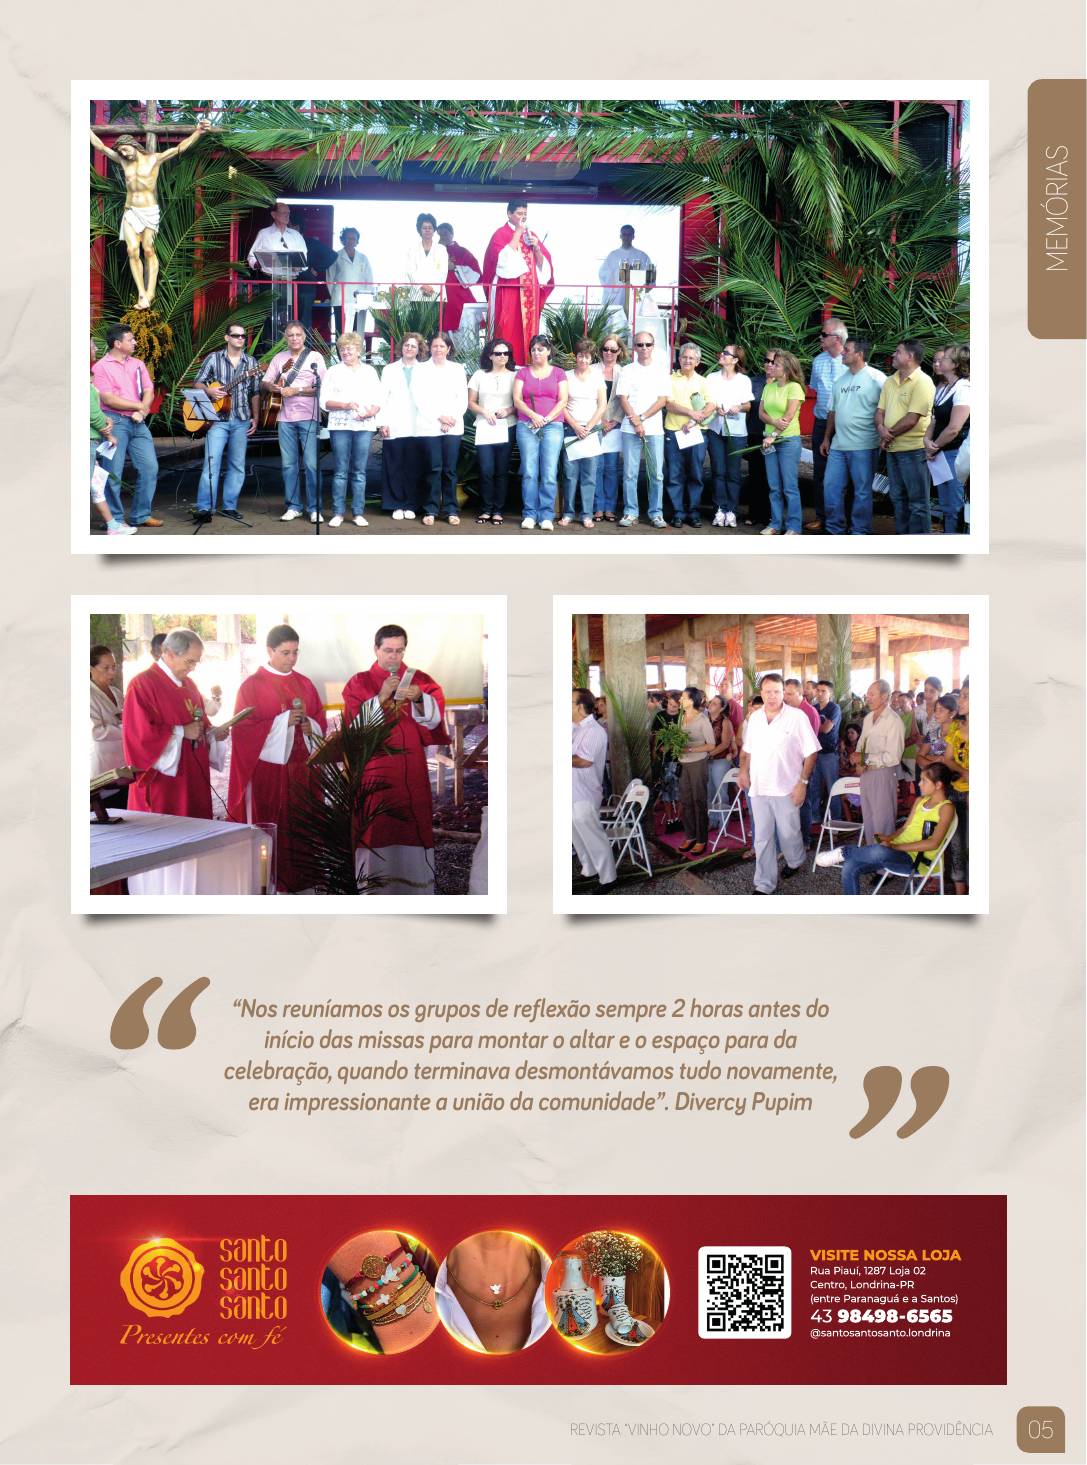 MEMÓRIAS
WHF?
“Nos reuníamos os grupos de reflexão sempre 2 horas antes do
início das missas para montar o altar e o espaço para da
celebração, quando terminava desmontávamos tudo novamente,
era impressionante a união da comunidade”. Divercy Pupim
santo
santo
santo
Presentes com fé
VISITE NOSSA LOJA
Rua Piauí, 1287 Loja 02
Centro, Londrina-PR
(entre Paranaguá e a Santos)
43 98498-6565
@santosantosanto.londrina
REVISTA “VINHO NOVO” DA PARÓQUIA MÃE DA DIVINA PROVIDÊNCIA
05